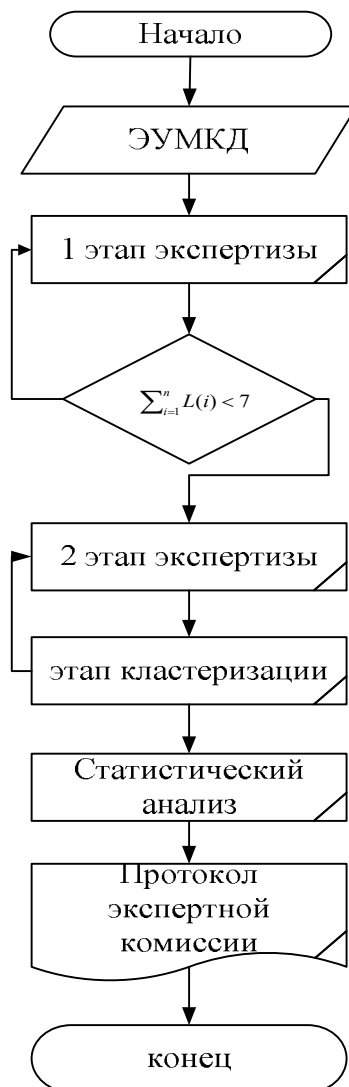 Начало
ЭУМКД
1 этап экспертизы
∑ⁿᵢ₌₁ L(i) < 7
2 этап экспертизы
этап кластеризации
Статистический
анализ
Протокол
экспертной
комиссии
конец